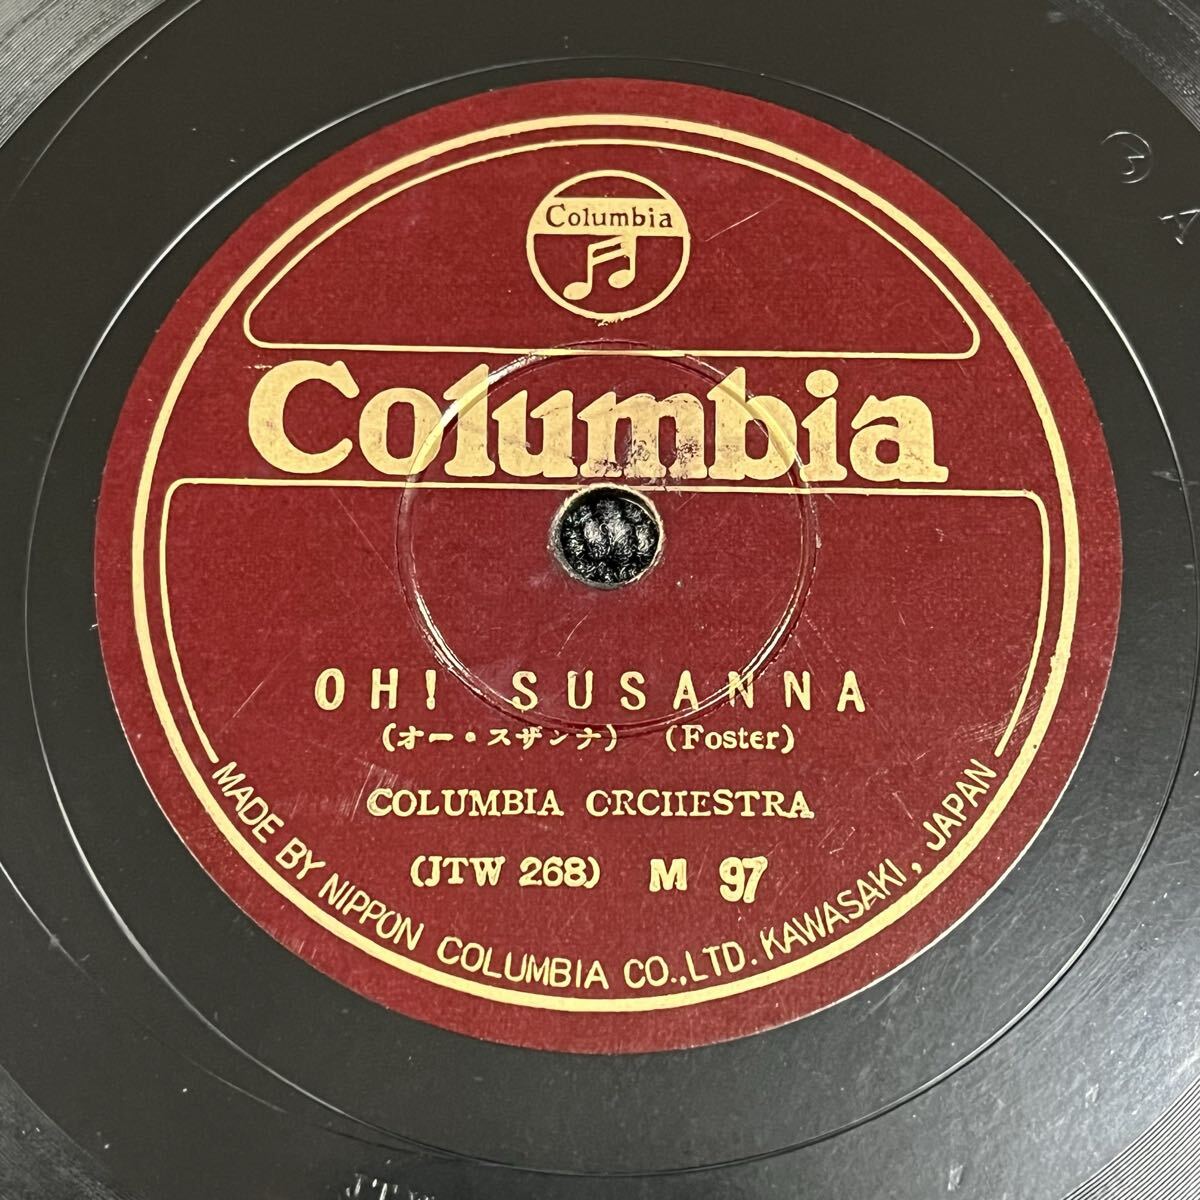 Columbia
Columbia
OH! SUSANNA
(オー・スザンナ) (Foster)
COLUMBIA ORCHESTRA
(JTW 268) M 97
MADE BY NIPPON COLUMBIA CO.,LTD. KAWASAKI, JAPAN
3 A